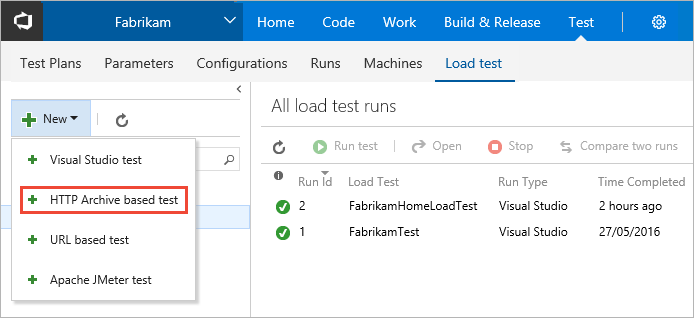 Fabrikam Home Code Work Build & Release Test
Test Plans Parameters Configurations Runs Machines Load test
New
Visual Studio test
HTTP Archive based test
URL based test
Apache JMeter test
All load test runs
Run test Open Stop Compare two runs
Run Id Load Test Run Type Time Completed
2 FabrikamHomeLoadTest Visual Studio 2 hours ago
1 FabrikamTest Visual Studio 27/05/2016